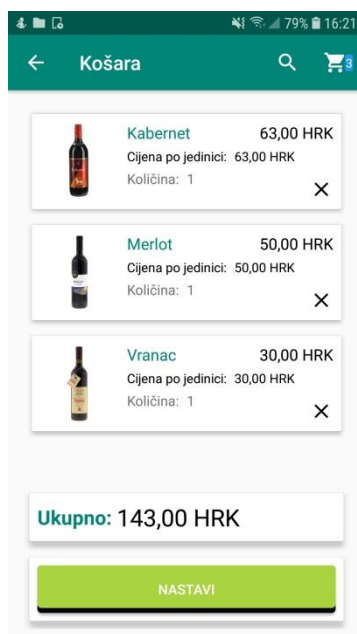 79% 16:21
Košara
3
Kabernet 63,00 HRK
Cijena po jedinici: 63,00 HRK
Količina: 1
Merlot 50,00 HRK
Cijena po jedinici: 50,00 HRK
Količina: 1
Vranac 30,00 HRK
Cijena po jedinici: 30,00 HRK
Količina: 1
Ukupno: 143,00 HRK
NASTAVI